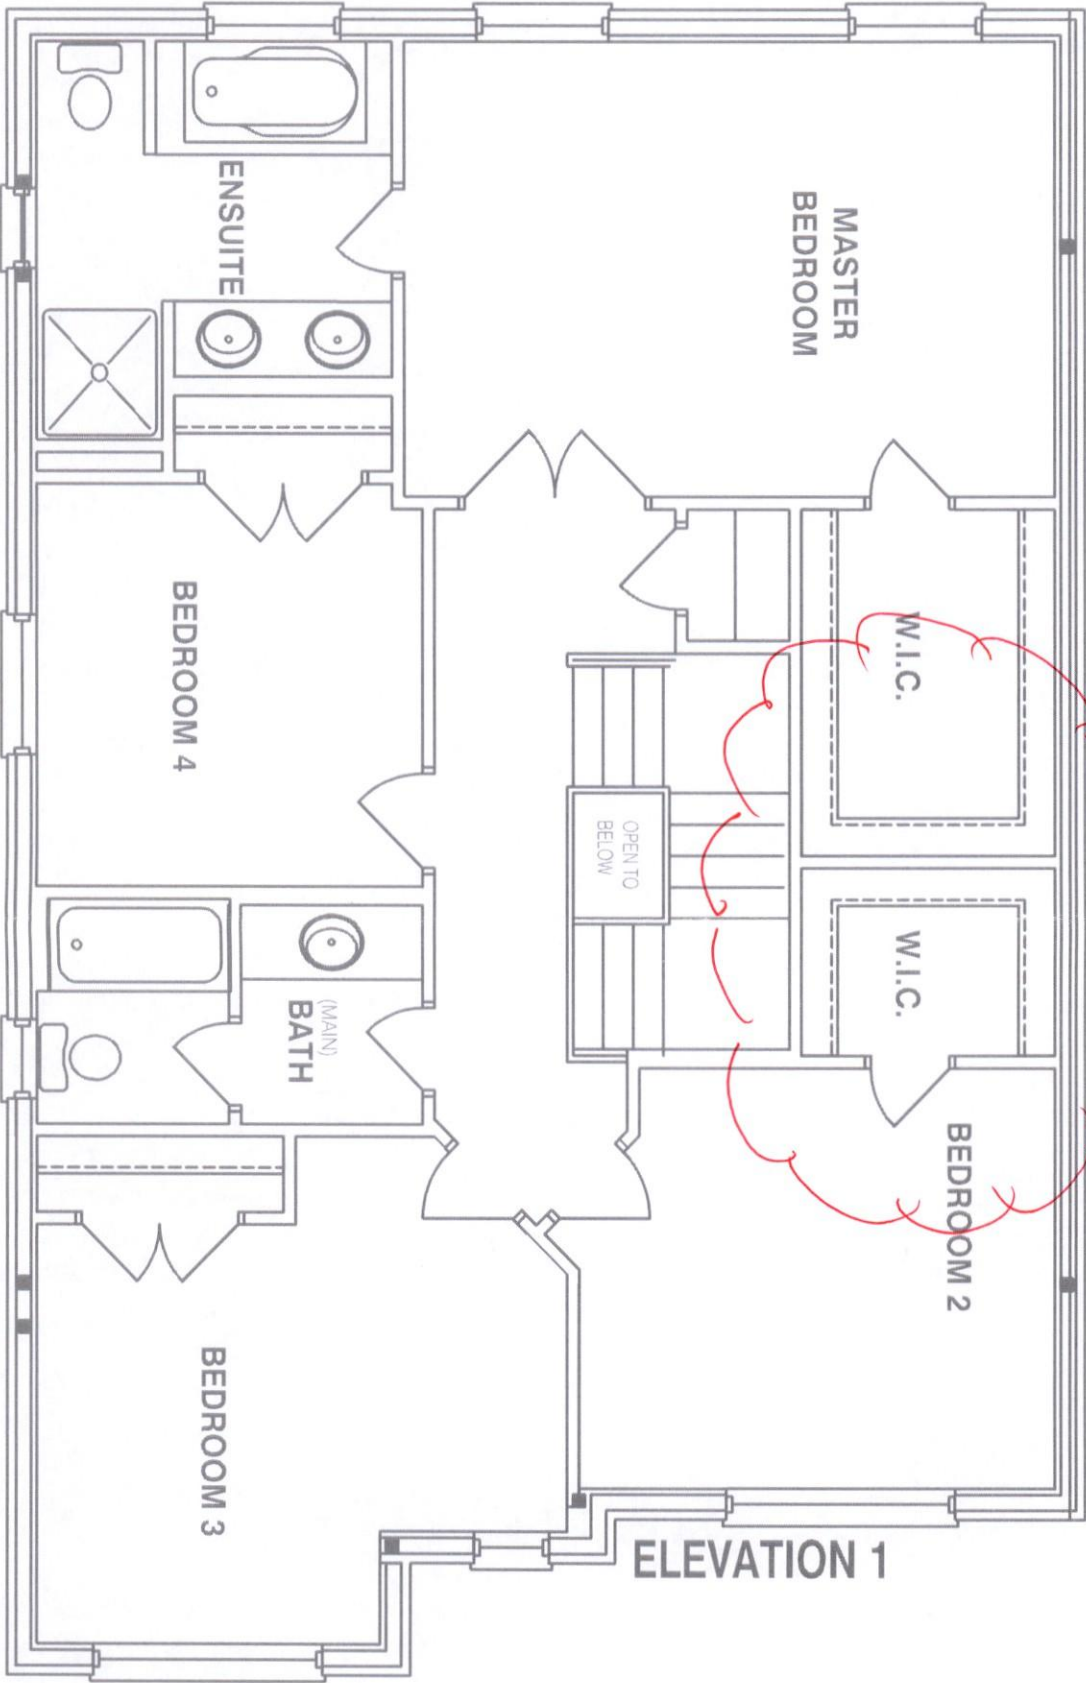 MASTER
BEDROOM
ENSUITE
W.I.C.
BEDROOM 4
OPEN TO
BELOW
W.I.C.
(MAIN)
BATH
BEDROOM 2
BEDROOM 3
ELEVATION 1